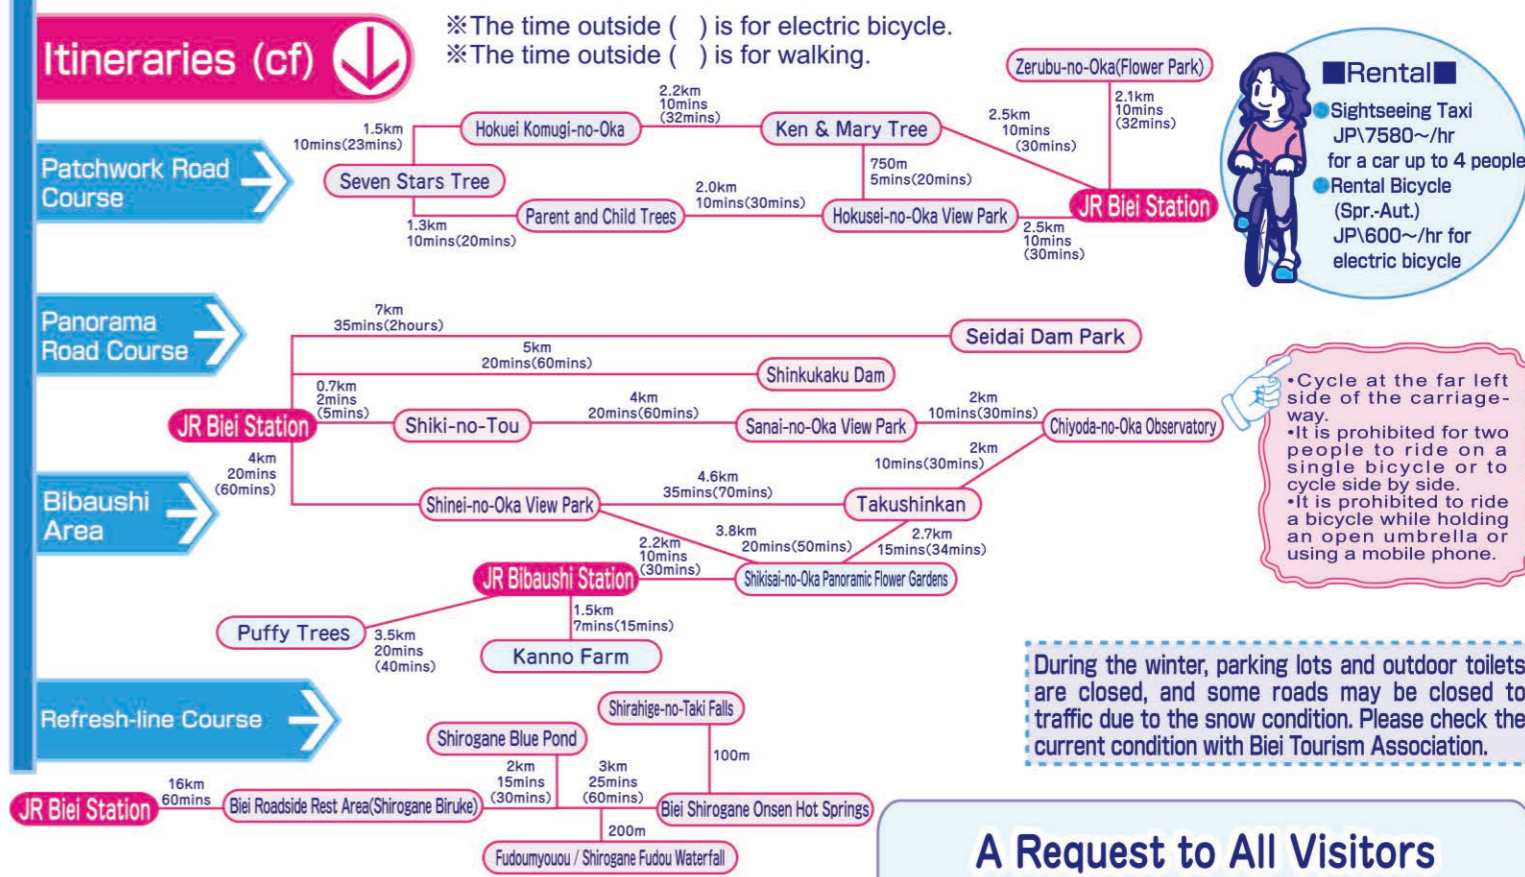 Itineraries (cf)
※The time outside (　) is for electric bicycle.
※The time outside (　) is for walking.
Patchwork Road
Course
1.5km
10mins(23mins)
Hokuei Komugi-no-Oka
2.2km
10mins
(32mins)
Ken & Mary Tree
2.5km
10mins
(30mins)
Zerubu-no-Oka(Flower Park)
2.1km
10mins
(32mins)
Seven Stars Tree
750m
5mins(20mins)
1.3km
10mins(20mins)
Parent and Child Trees
2.0km
10mins(30mins)
Hokusei-no-Oka View Park
2.5km
10mins
(30mins)
JR Biei Station
■Rental■
●Sightseeing Taxi
JP\7580～/hr
for a car up to 4 people
●Rental Bicycle
(Spr.-Aut.)
JP\600～/hr for
electric bicycle
Panorama
Road Course
7km
35mins(2hours)
Seidai Dam Park
5km
20mins(60mins)
Shinkukaku Dam
JR Biei Station
0.7km
2mins
(5mins)
Shiki-no-Tou
4km
20mins(60mins)
Sanai-no-Oka View Park
2km
10mins(30mins)
Chiyoda-no-Oka Observatory
2km
10mins(30mins)
•Cycle at the far left
side of the carriage-
way.
•It is prohibited for two
people to ride on a
single bicycle or to
cycle side by side.
•It is prohibited to ride
a bicycle while holding
an open umbrella or
using a mobile phone.
Bibaushi
Area
4km
20mins
(60mins)
Shinei-no-Oka View Park
4.6km
35mins(70mins)
Takushinkan
3.8km
20mins(50mins)
2.7km
15mins(34mins)
2.2km
10mins
(30mins)
JR Bibaushi Station
Shikisai-no-Oka Panoramic Flower Gardens
Puffy Trees
3.5km
20mins
(40mins)
1.5km
7mins(15mins)
Kanno Farm
During the winter, parking lots and outdoor toilets
are closed, and some roads may be closed to
traffic due to the snow condition. Please check the
current condition with Biei Tourism Association.
Refresh-line Course
Shirahige-no-Taki Falls
100m
Shirogane Blue Pond
2km
15mins
(30mins)
3km
25mins
(60mins)
JR Biei Station
16km
60mins
Biei Roadside Rest Area(Shirogane Biruke)
Biei Shirogane Onsen Hot Springs
200m
Fudoumyouou / Shirogane Fudou Waterfall
A Request to All Visitors